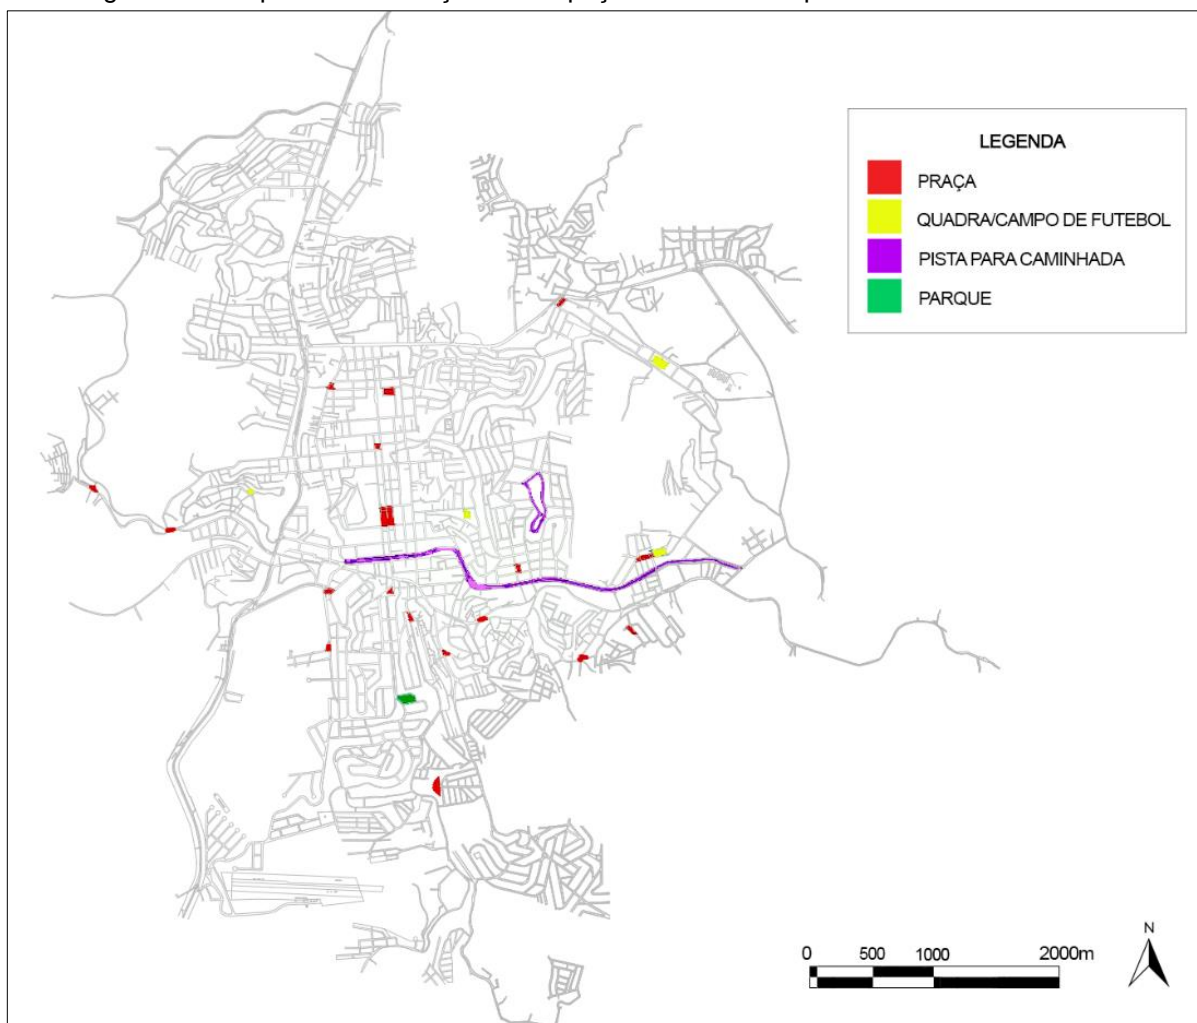 LEGENDA
PRAÇA
QUADRA/CAMPO DE FUTEBOL
PISTA PARA CAMINHADA
PARQUE
N
0 500 1000 2000m